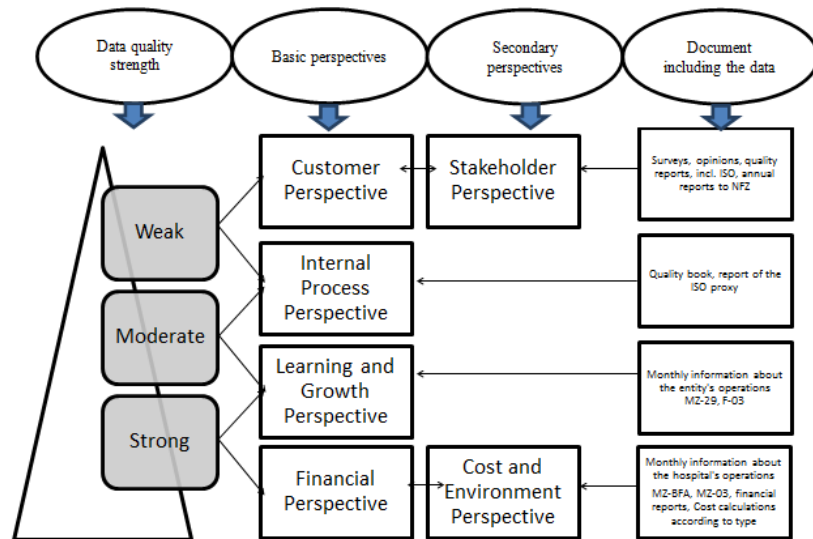 Data quality
strength
Basic perspectives
Secondary
perspectives
Document
including the data
Customer
Perspective
Stakeholder
Perspective
Surveys, opinions, quality
reports, incl. ISO, annual
reports to NFZ
Weak
Internal
Process
Perspective
Quality book, report of the
ISO proxy
Moderate
Learning and
Growth
Perspective
Monthly information about
the entity's operations
MZ-29, F-03
Strong
Financial
Perspective
Cost and
Environment
Perspective
Monthly information about
the hospital's operations
MZ-BFA, MZ-03, financial
reports, Cost calculations
according to type